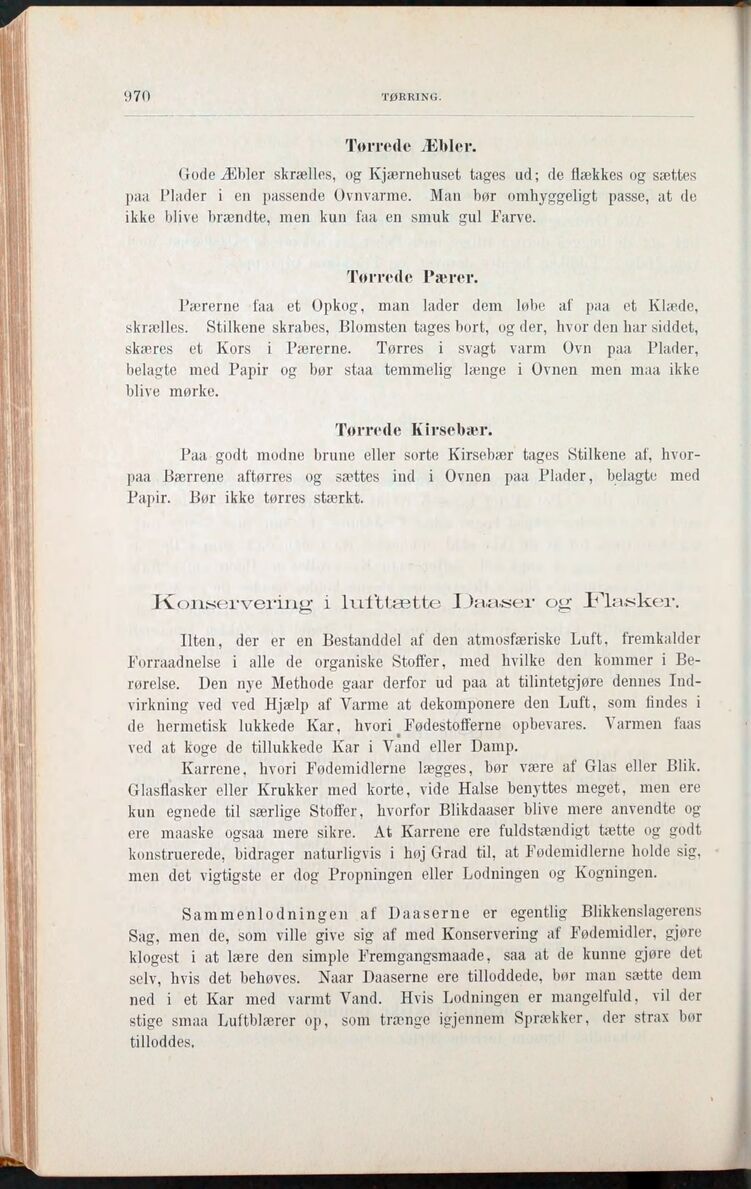 970
TØRRING.
Tørrede Æbler.
Gode Æbler skrælles, og Kjærnehuset tages ud; de flækkes og sættes
paa Plader i en passende Ovnvarme. Man bør omhyggeligt passe, at de
ikke blive brændte, men kun faa en smuk gul Farve.
Tørrede Pærer.
Pærerne faa et Opkog, man lader dem løbe af paa et Klæde,
skrælles. Stilkene skrabes, Blomsten tages bort, og der, hvor den har siddet,
skæres et Kors i Pærerne. Tørres i svagt varm Ovn paa Plader,
belagte med Papir og bør staa temmelig længe i Ovnen men maa ikke
blive mørke.
Tørrede Kirsebær.
Paa godt modne brune eller sorte Kirsebær tages Stilkene af, hvor-
paa Bærrene aftørres og sættes ind i Ovnen paa Plader, belagte med
Papir. Bør ikke tørres stærkt.
Konservering i lufttætte Daaser og Flasker.
Ilten, der er en Bestanddel af den atmosfæriske Luft, fremkalder
Forraadnelse i alle de organiske Stoffer, med hvilke den kommer i Be-
rørelse. Den nye Methode gaar derfor ud paa at tilintetgjøre dennes Ind-
virkning ved ved Hjælp af Varme at dekomponere den Luft, som findes i
de hermetisk lukkede Kar, hvori Fødestofferne opbevares. Varmen faas
ved at koge de tillukkede Kar i Vand eller Damp.
Karrene, hvori Fødemidlerne lægges, bør være af Glas eller Blik.
Glasflasker eller Krukker med korte, vide Halse benyttes meget, men ere
kun egnede til særlige Stoffer, hvorfor Blikdaaser blive mere anvendte og
ere maaske ogsaa mere sikre. At Karrene ere fuldstændigt tætte og godt
konstruerede, bidrager naturligvis i høj Grad til, at Fødemidlerne holde sig,
men det vigtigste er dog Propningen eller Lodningen og Kogningen.
Sammenlodningen af Daaserne er egentlig Blikkenslagerens
Sag, men de, som ville give sig af med Konservering af Fødemidler, gjøre
klogest i at lære den simple Fremgangsmaade, saa at de kunne gjøre det
selv, hvis det behøves. Naar Daaserne ere tilloddede, bør man sætte dem
ned i et Kar med varmt Vand. Hvis Lodningen er mangelfuld, vil der
stige smaa Luftblærer op, som trænge igjennem Sprækker, der strax bør
tilloddes.